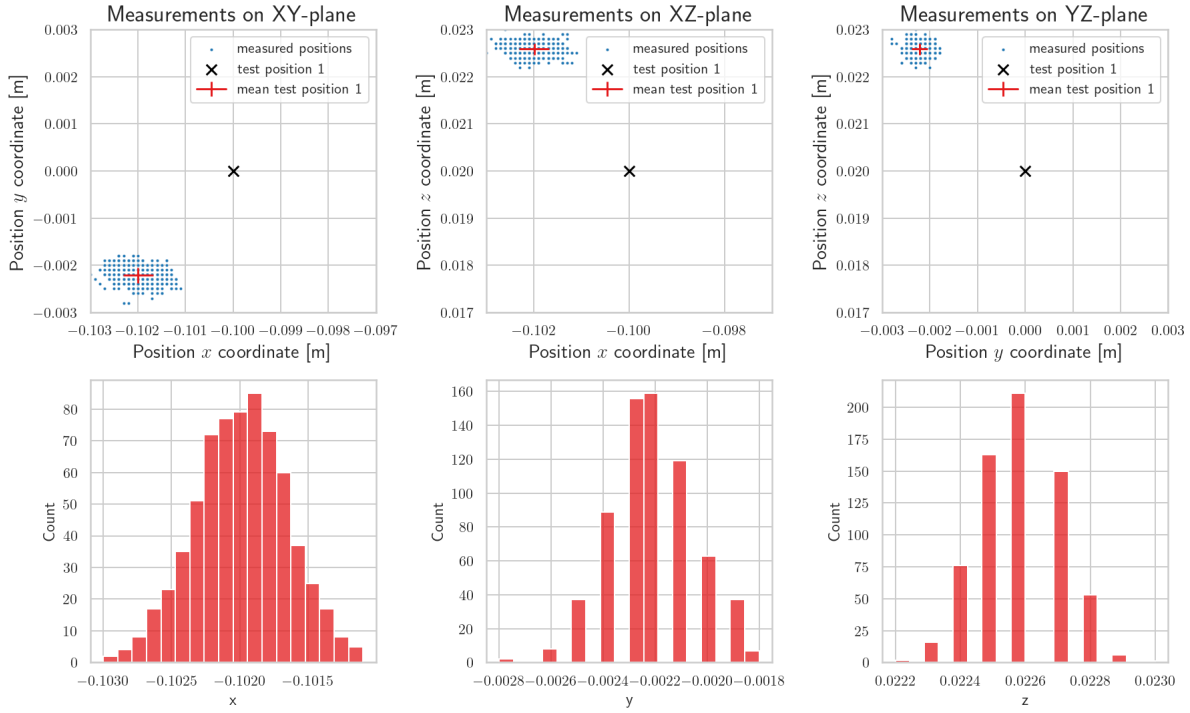 Measurements on XY-plane
0.003
0.002
0.001
0.000
−0.001
−0.002
−0.003
Position y coordinate [m]
measured positions
test position 1
mean test position 1
−0.103 −0.102 −0.101 −0.100 −0.099 −0.098 −0.097
Position x coordinate [m]
Measurements on XZ-plane
0.023
0.022
0.021
0.020
0.019
0.018
0.017
Position z coordinate [m]
measured positions
test position 1
mean test position 1
−0.102 −0.100 −0.098
Position x coordinate [m]
Measurements on YZ-plane
0.023
0.022
0.021
0.020
0.019
0.018
0.017
Position z coordinate [m]
measured positions
test position 1
mean test position 1
−0.003 −0.002 −0.001 0.000 0.001 0.002 0.003
Position y coordinate [m]
80
70
60
50
40
30
20
10
0
Count
−0.1030 −0.1025 −0.1020 −0.1015
x
160
140
120
100
80
60
40
20
0
Count
−0.0028 −0.0026 −0.0024 −0.0022 −0.0020 −0.0018
y
200
175
150
125
100
75
50
25
0
Count
0.0222 0.0224 0.0226 0.0228 0.0230
z